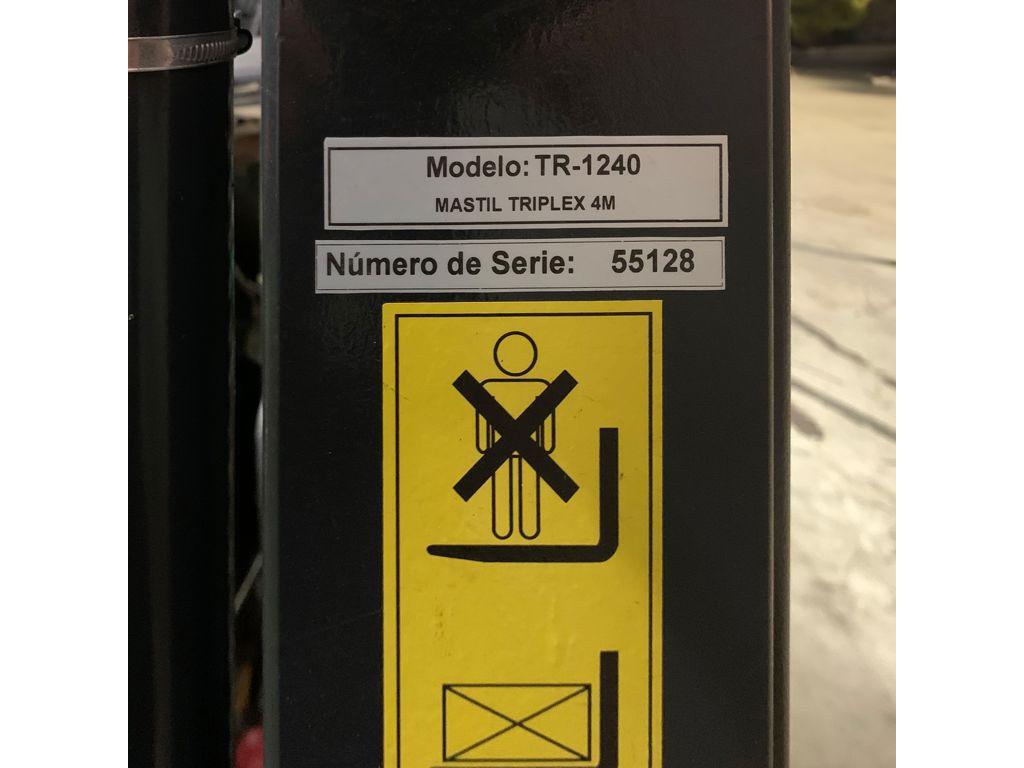 Modelo: TR-1240
MASTIL TRIPLEX 4M
Número de Serie: 55128